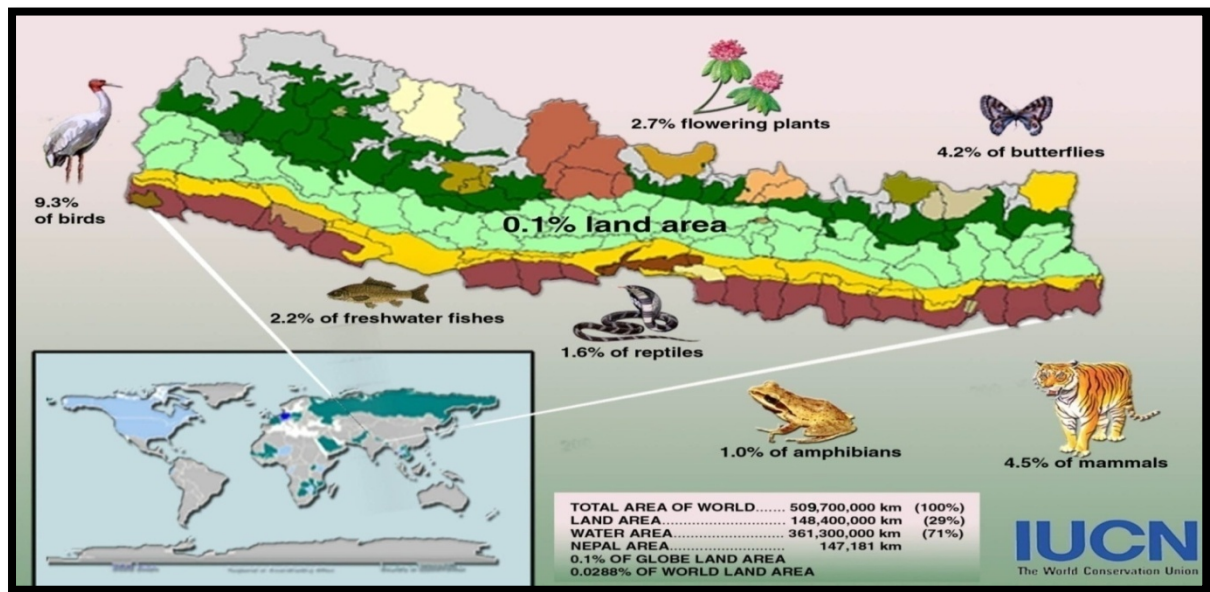 2.7% flowering plants
4.2% of butterflies
9.3%
of birds
0.1% land area
2.2% of freshwater fishes
1.6% of reptiles
1.0% of amphibians
4.5% of mammals
TOTAL AREA OF WORLD...... 509,700,000 km (100%)
LAND AREA......................... 148,400,000 km (29%)
WATER AREA...................... 361,300,000 km (71%)
NEPAL AREA....................... 147,181 km
0.1% OF GLOBE LAND AREA
0.0288% OF WORLD LAND AREA
IUCN
The World Conservation Union